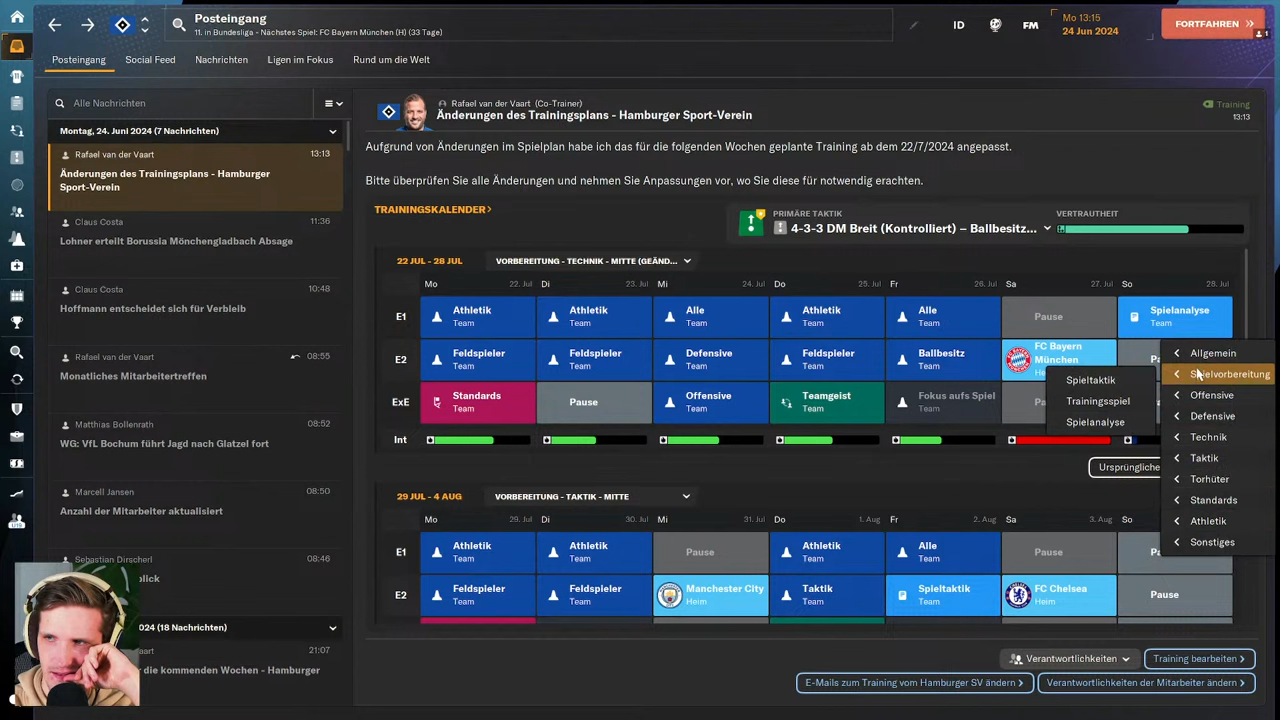 Posteingang
11. in Bundesliga - Nächstes Spiel: FC Bayern München (H) (33 Tage)
ID
FM
Mo 13:15
24 Jun 2024
FORTFAHREN
1
Posteingang
Social Feed
Nachrichten
Ligen im Fokus
Rund um die Welt
Alle Nachrichten
Montag, 24. Juni 2024 (7 Nachrichten)
Rafael van der Vaart
13:13
Änderungen des Trainingsplans - Hamburger
Sport-Verein
Claus Costa
11:36
Lohner erteilt Borussia Mönchengladbach Absage
Claus Costa
10:48
Hoffmann entscheidet sich für Verbleib
Rafael van der Vaart
08:55
Monatliches Mitarbeitertreffen
Matthias Bollenrath
08:52
WG: VfL Bochum führt Jagd nach Glatzel fort
Marcell Jansen
08:50
Anzahl der Mitarbeiter aktualisiert
Sebastian Dirscherl
08:46
blick
2024 (18 Nachrichten)
21:07
die kommenden Wochen - Hamburger
U19
Rafael van der Vaart (Co-Trainer)
Änderungen des Trainingsplans - Hamburger Sport-Verein
Training
13:13
Aufgrund von Änderungen im Spielplan habe ich das für die folgenden Wochen geplante Training ab dem 22/7/2024 angepasst.
Bitte überprüfen Sie alle Änderungen und nehmen Sie Anpassungen vor, wo Sie diese für notwendig erachten.
TRAININGSKALENDER
PRIMÄRE TAKTIK
4-3-3 DM Breit (Kontrolliert) – Ballbesitz...
VERTRAUTHEIT
22 JUL - 28 JUL
VORBEREITUNG - TECHNIK - MITTE (GEÄND...
Mo 22. Jul Di 23. Jul Mi 24. Jul Do 25. Jul Fr 26. Jul Sa 27. Jul So 28. Jul
E1 Athletik Athletik Alle Athletik Alle Pause Spielanalyse
Team Team Team Team Team Team
E2 Feldspieler Feldspieler Defensive Feldspieler Ballbesitz FC Bayern München
Team Team Team Team Team
ExE Standards Pause Offensive Teamgeist Fokus aufs Spiel
Team Team Team Team
Int
Allgemein
Spielvorbereitung
Offensive
Defensive
Technik
Taktik
Torhüter
Standards
Athletik
Sonstiges
Spieltaktik
Trainingsspiel
Spielanalyse
Ursprüngliche
29 JUL - 4 AUG
VORBEREITUNG - TAKTIK - MITTE
Mo 29. Jul Di 30. Jul Mi 31. Jul Do 1. Aug Fr 2. Aug Sa 3. Aug So
E1 Athletik Athletik Pause Athletik Alle Pause
Team Team Team Team
E2 Feldspieler Feldspieler Manchester City Taktik Spieltaktik FC Chelsea Pause
Team Team Heim Team Team Heim
Verantwortlichkeiten
Training bearbeiten
E-Mails zum Training vom Hamburger SV ändern
Verantwortlichkeiten der Mitarbeiter ändern